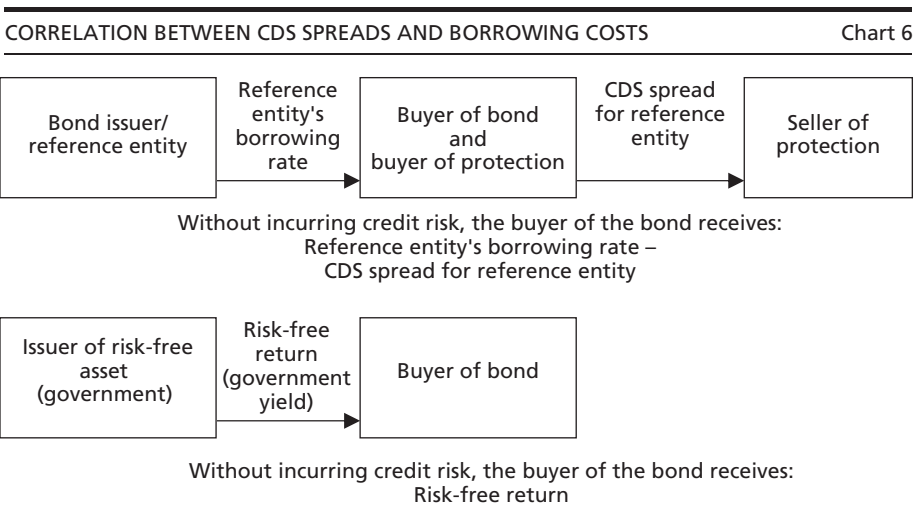 CORRELATION BETWEEN CDS SPREADS AND BORROWING COSTS Chart 6
Bond issuer/
reference entity
Reference
entity's
borrowing
rate
Buyer of bond
and
buyer of protection
CDS spread
for reference
entity
Seller of
protection
Without incurring credit risk, the buyer of the bond receives:
Reference entity's borrowing rate –
CDS spread for reference entity
Issuer of risk-free
asset
(government)
Risk-free
return
(government
yield)
Buyer of bond
Without incurring credit risk, the buyer of the bond receives:
Risk-free return